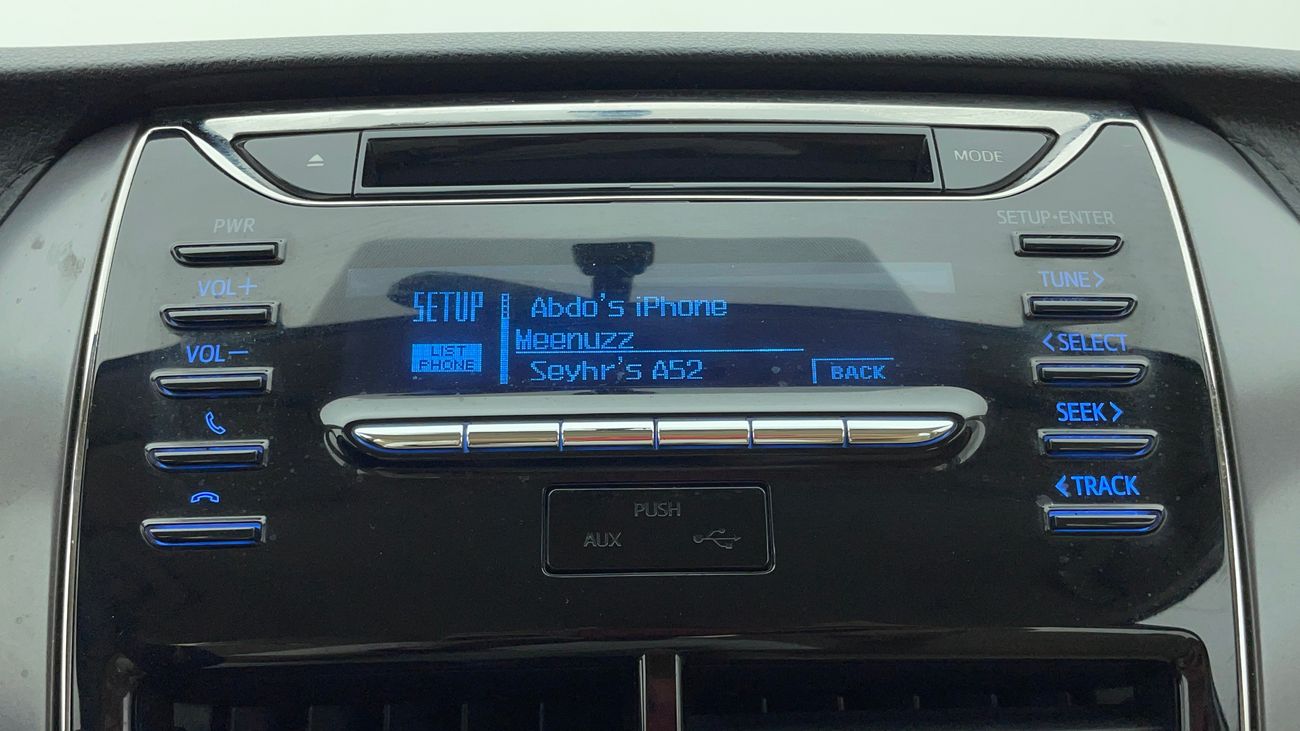 MODE
PWR
SETUP•ENTER
VOL+
TUNE>
VOL−
<SELECT
SEEK>
<TRACK
SETUP
LIST
PHONE
Abdo's iPhone
Meenuzz
Seyhr's A52
BACK
PUSH
AUX